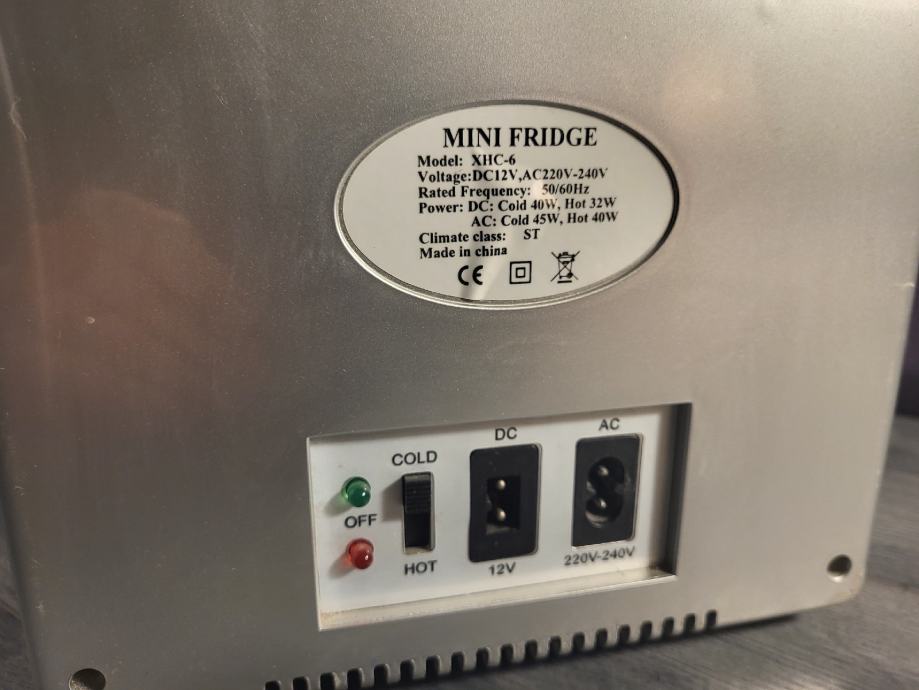 MINI FRIDGE
Model: XHC-6
Voltage:DC12V,AC220V-240V
Rated Frequency: 50/60Hz
Power: DC: Cold 40W, Hot 32W
AC: Cold 45W, Hot 40W
Climate class: ST
Made in china
CE
COLD
OFF
HOT
DC
12V
AC
220V-240V